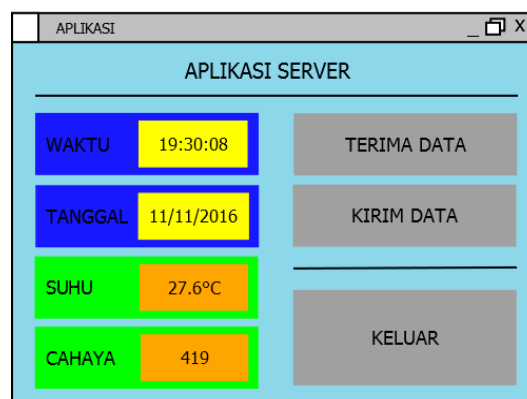 APLIKASI
_ X
APLIKASI SERVER
WAKTU 19:30:08
TANGGAL 11/11/2016
SUHU 27.6°C
CAHAYA 419
TERIMA DATA
KIRIM DATA
KELUAR